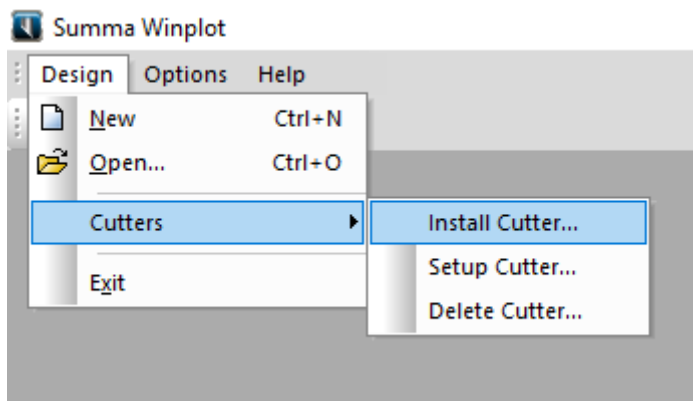 Summa Winplot
Design Options Help
New Ctrl+N
Open... Ctrl+O
Cutters
Install Cutter...
Setup Cutter...
Delete Cutter...
Exit